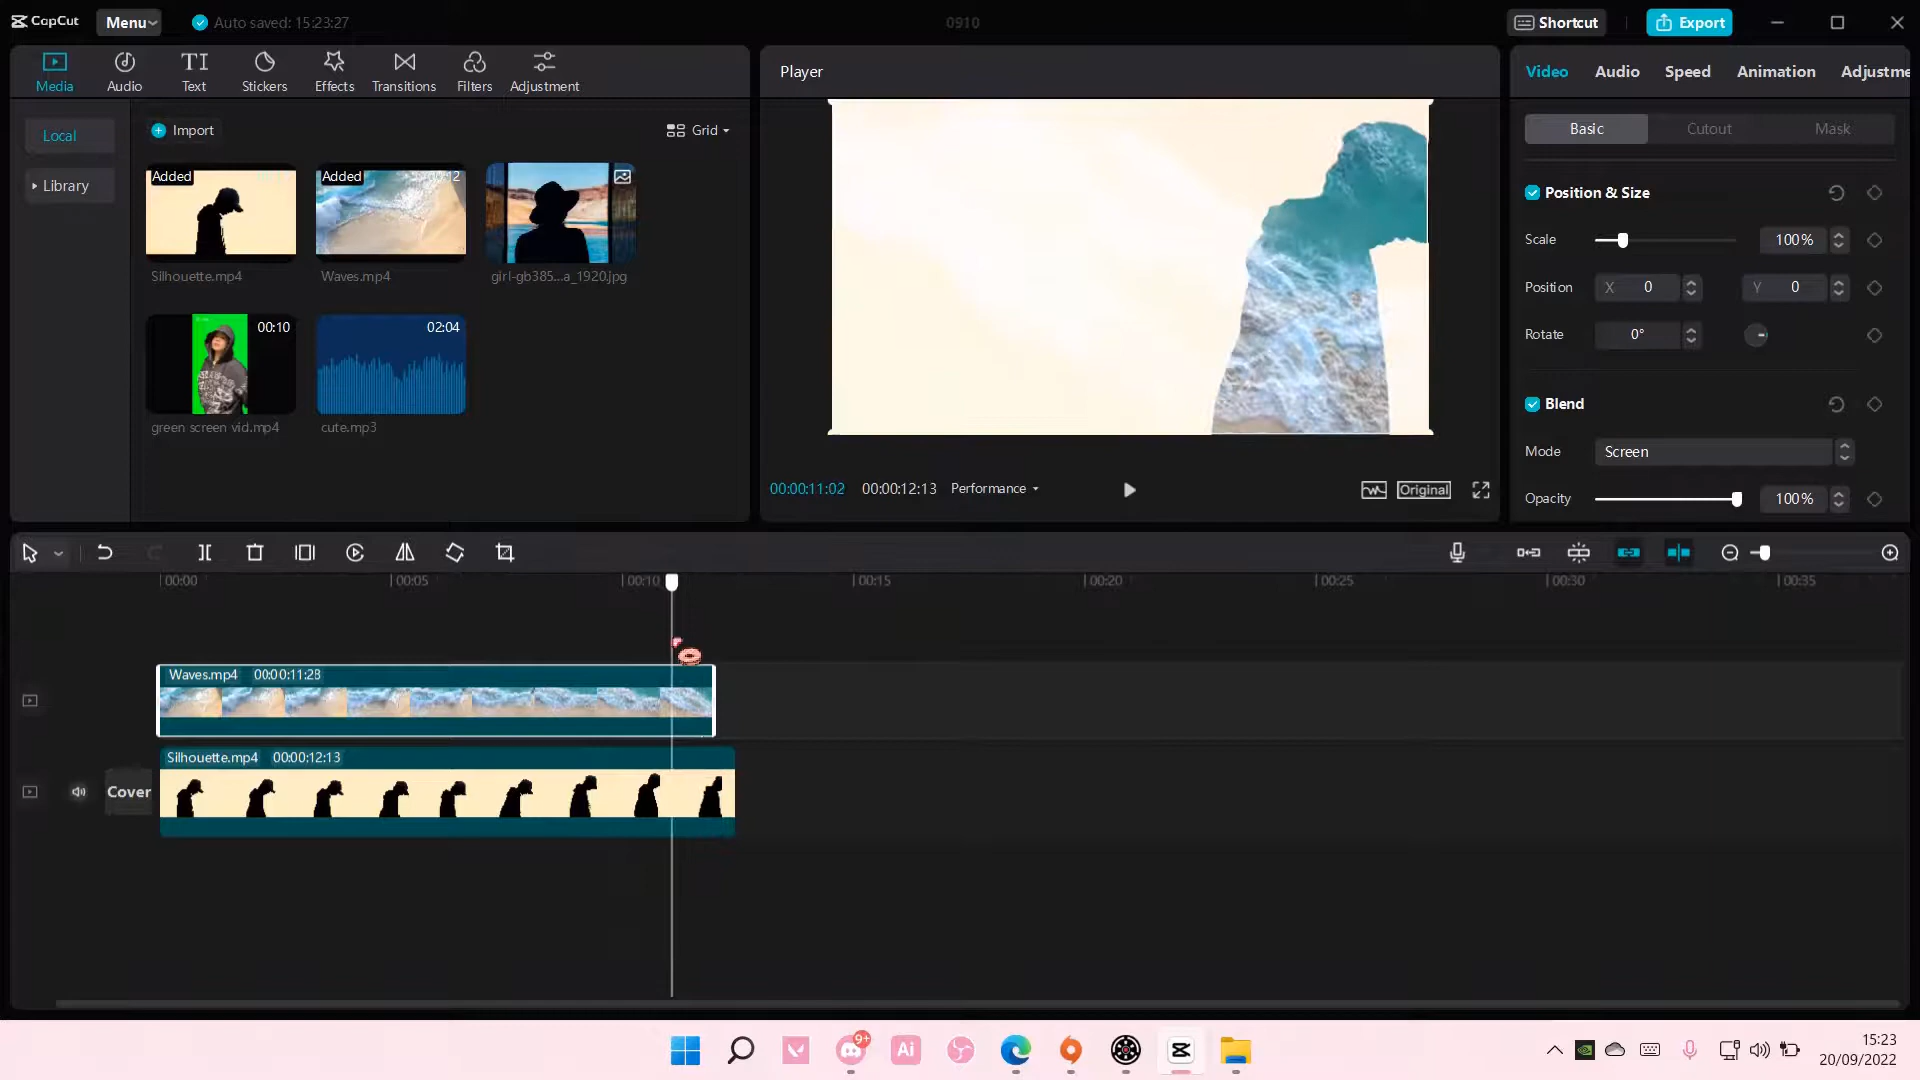 CapCut
Menu
Auto saved: 15:23:27
0910
Shortcut
Export
Media
Audio
Text
Stickers
Effects
Transitions
Filters
Adjustment
Local
Library
Import
Grid
Added
Silhouette.mp4
Added
Waves.mp4
girl-gb385...a_1920.jpg
00:10
green screen vid.mp4
02:04
cute.mp3
Player
00:00:11:02
00:00:12:13
Performance
Original
Video
Audio
Speed
Animation
Adjustme
Basic
Cutout
Mask
Position & Size
Scale
100%
Position
X
0
Y
0
Rotate
0°
Blend
Mode
Screen
Opacity
100%
00:00
00:05
00:10
00:15
00:20
00:25
00:30
00:35
Waves.mp4 00:00:11:28
Silhouette.mp4 00:00:12:13
Cover
9+
Ai
15:23
20/09/2022